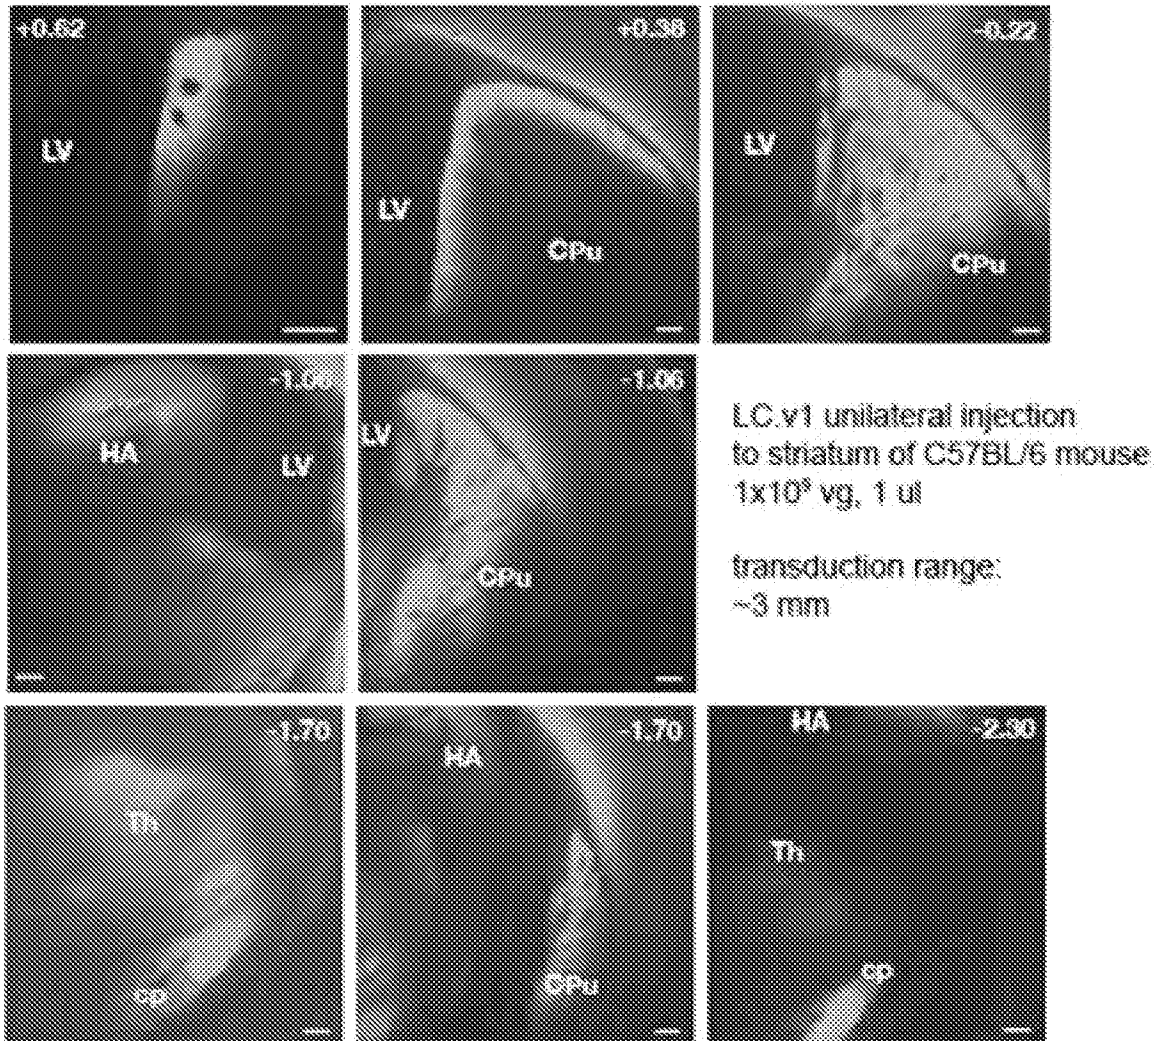 +0.62
LV
+0.38
LV
CPu
-0.22
LV
CPu
-1.06
HA
LV
-1.06
LV
CPu
LC.v1 unilateral injection
to striatum of C57BL/6 mouse
1x10⁹ vg, 1 ul
transduction range:
~3 mm
-1.70
Th
cp
-1.70
HA
CPu
HA
-2.30
Th
cp